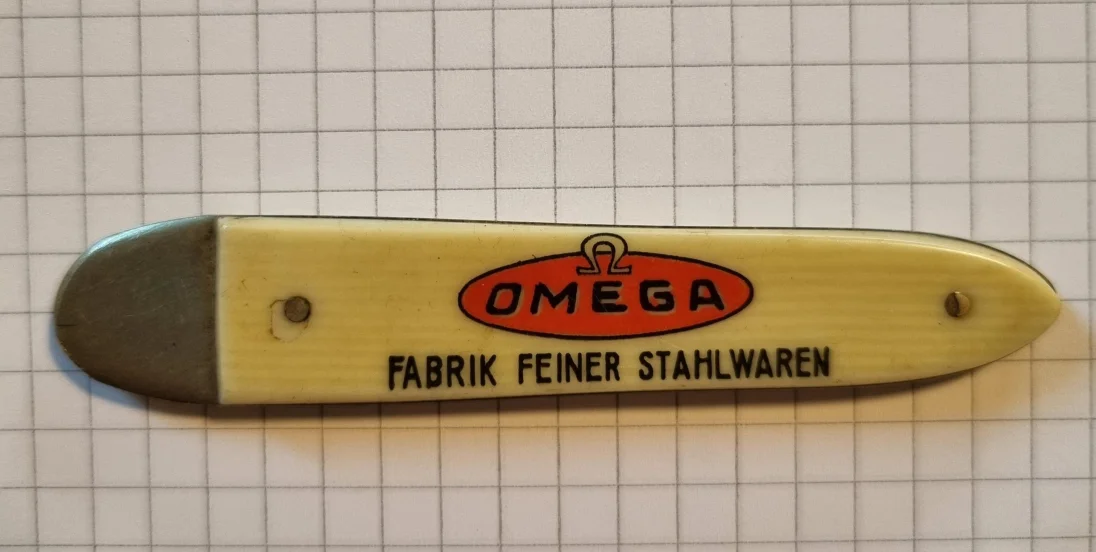 Ω
OMEGA
FABRIK FEINER STAHLWAREN